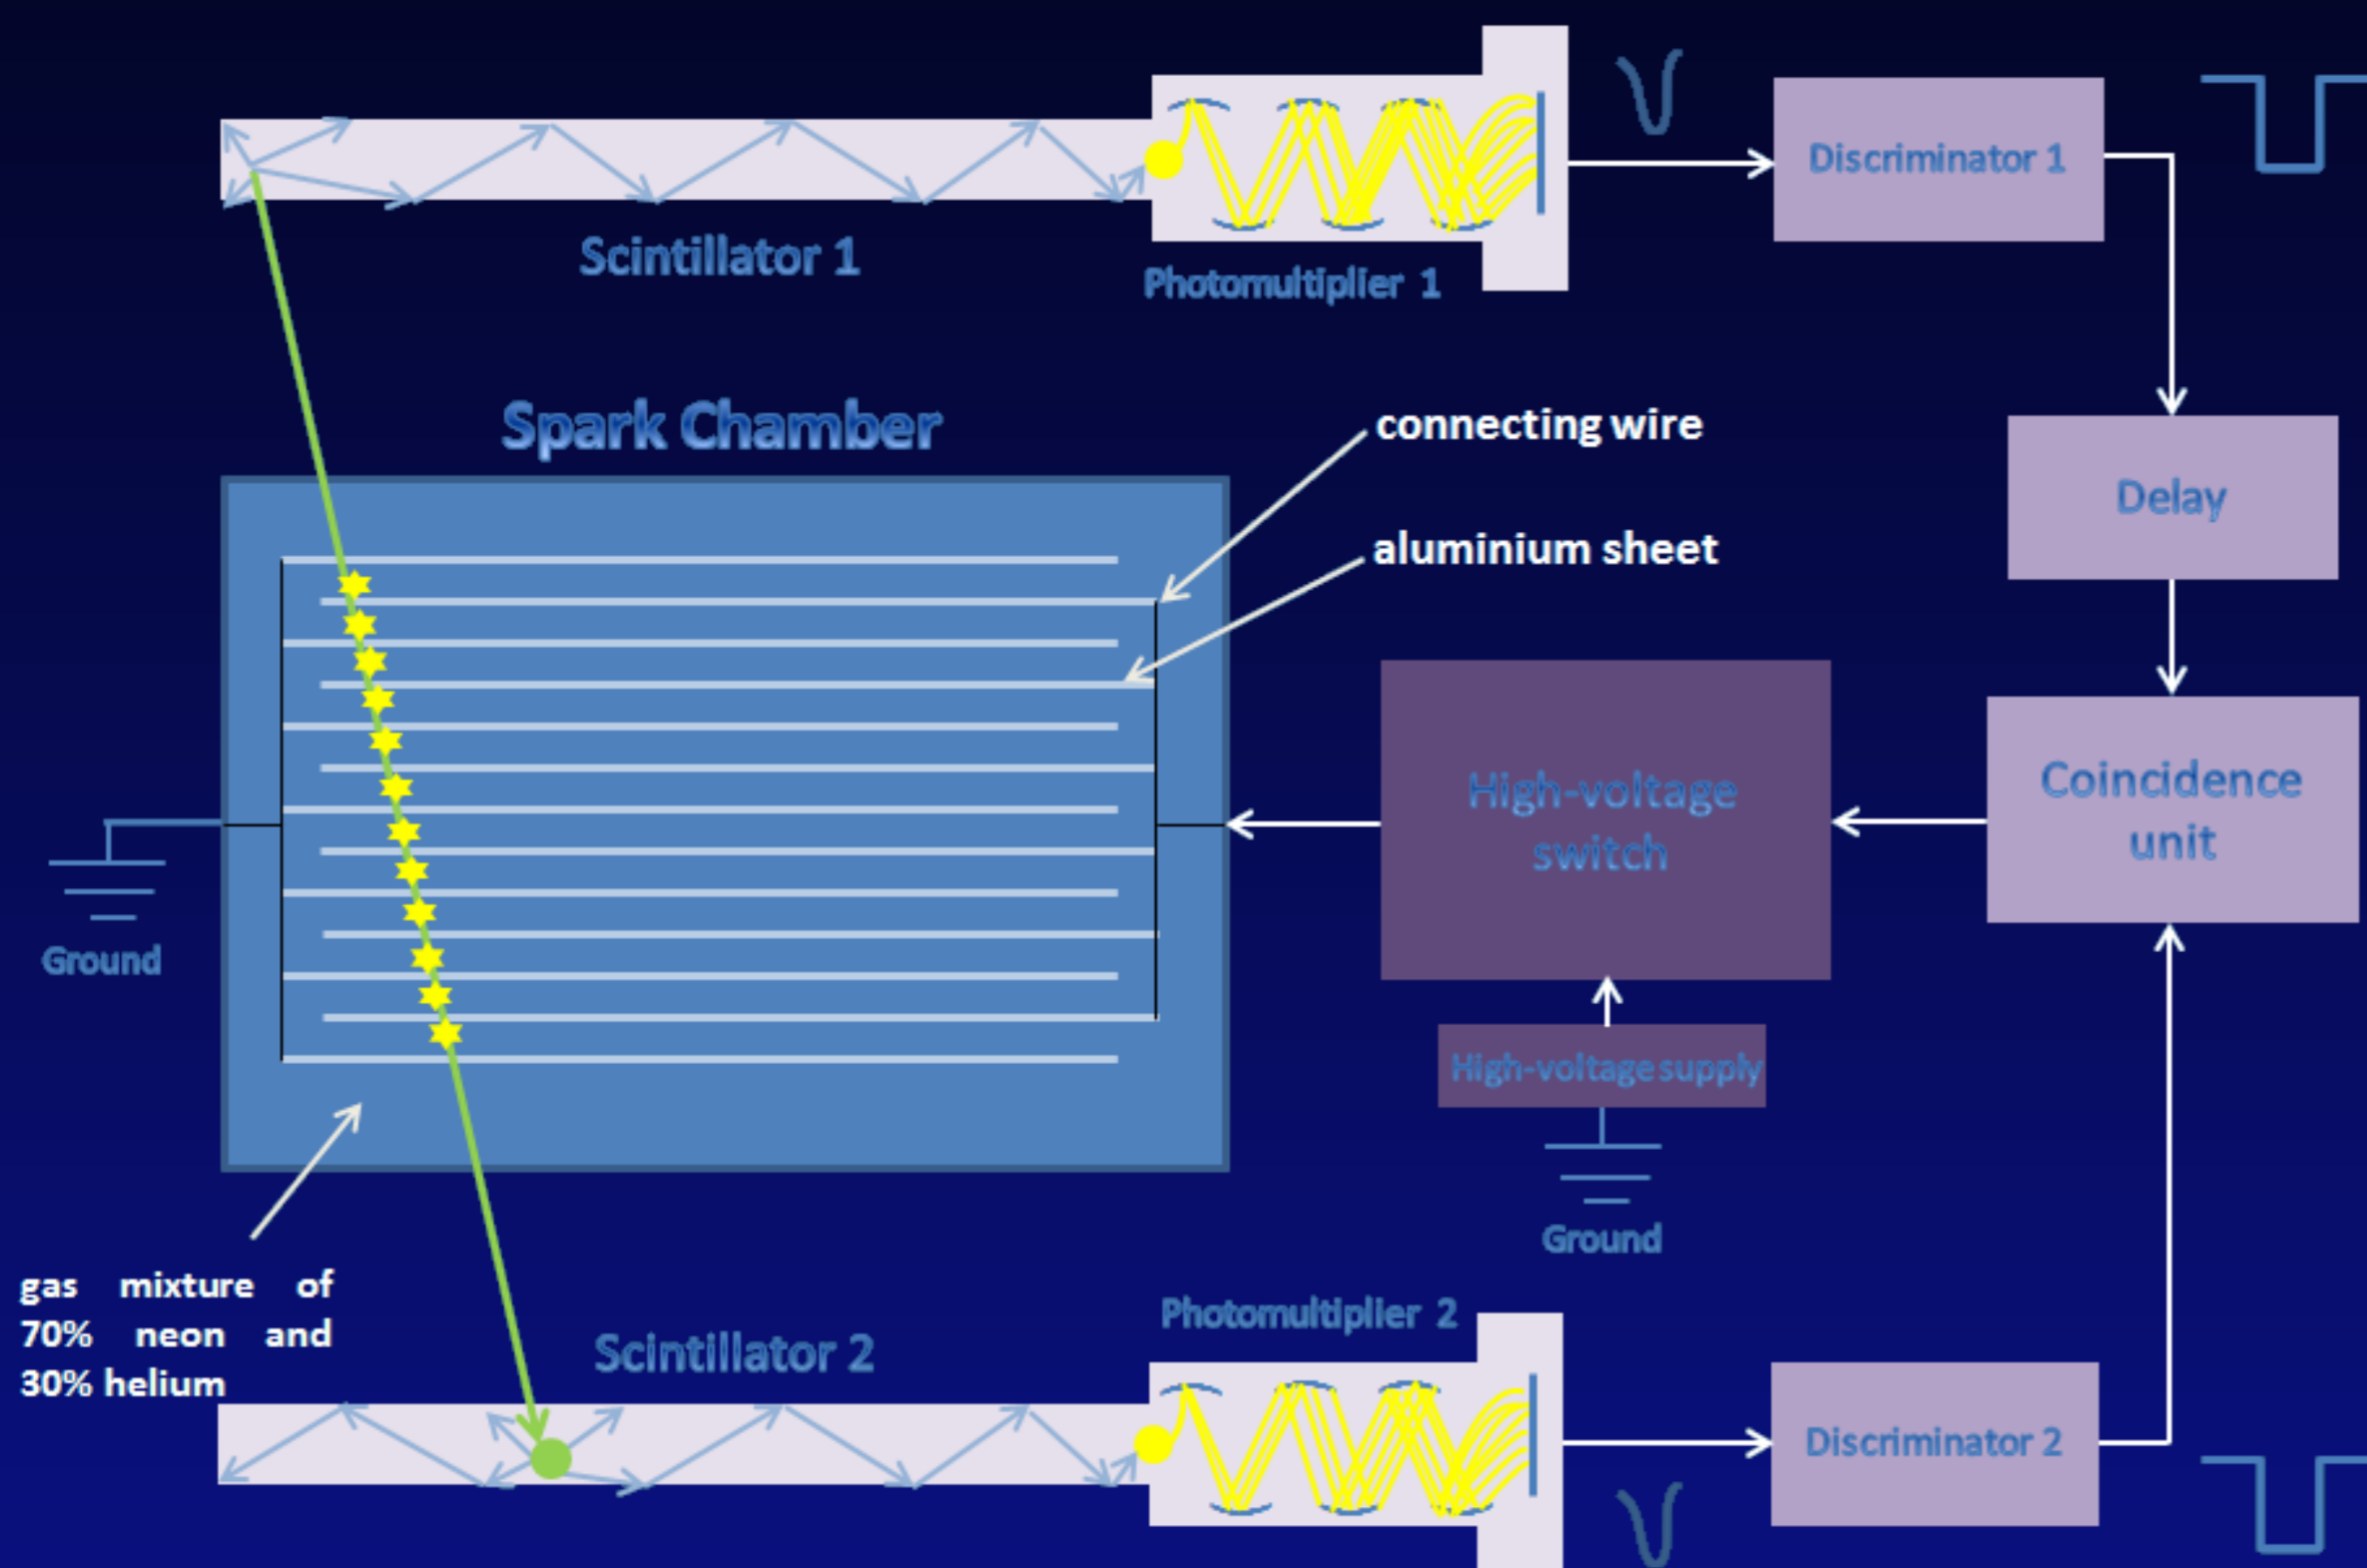 Discriminator 1
Scintillator 1
Photomultiplier 1
Spark Chamber
connecting wire
Delay
aluminium sheet
High-voltage
switch
Coincidence
unit
Ground
High-voltage supply
Ground
gas mixture of
70% neon and
30% helium
Photomultiplier 2
Scintillator 2
Discriminator 2